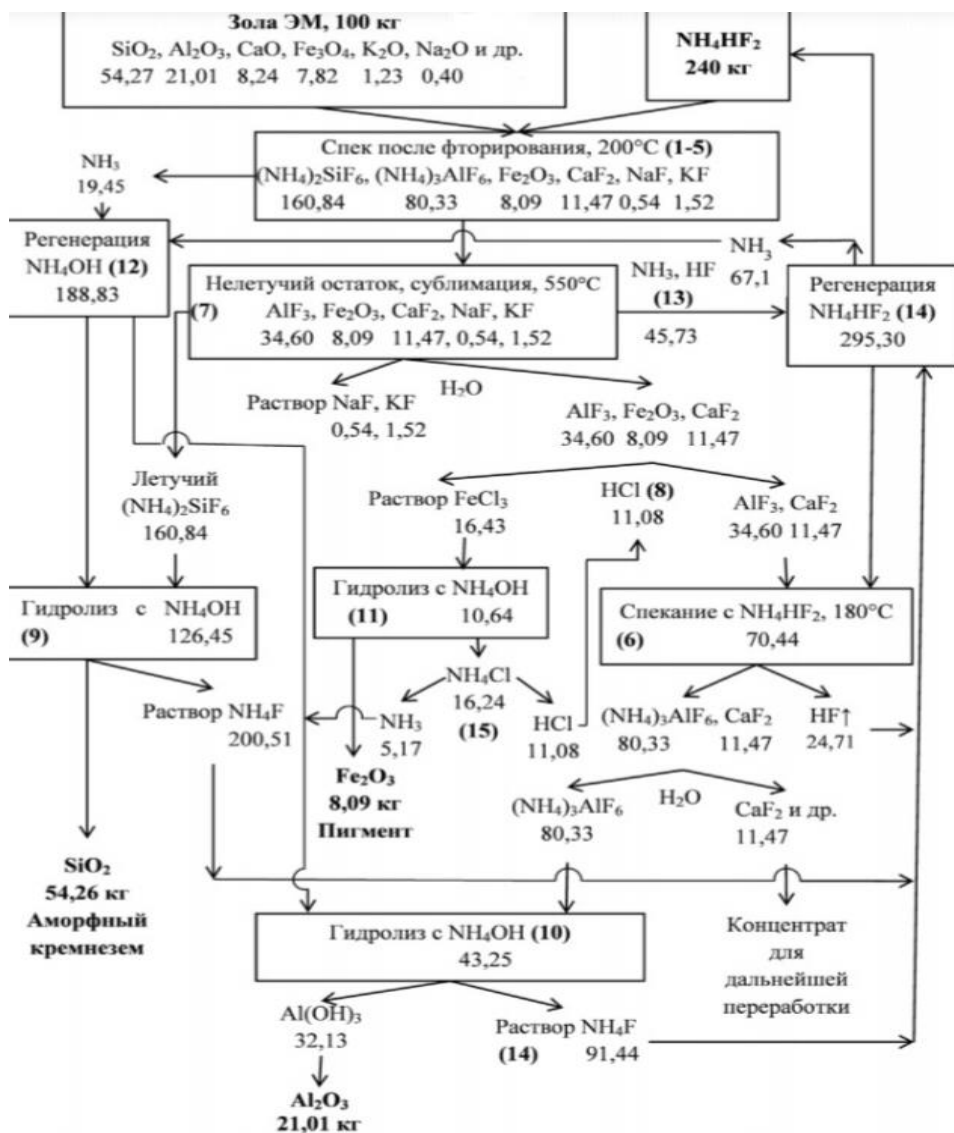 Зола ЭМ, 100 кг
SiO₂, Al₂O₃, CaO, Fe₃O₄, K₂O, Na₂O и др.
54,27 21,01 8,24 7,82 1,23 0,40
NH₄HF₂
240 кг
Спек после фторирования, 200°C (1-5)
(NH₄)₂SiF₆, (NH₄)₃AlF₆, Fe₂O₃, CaF₂, NaF, KF
160,84 80,33 8,09 11,47 0,54 1,52
NH₃
19,45
Регенерация
NH₄OH (12)
188,83
NH₃
67,1
NH₃, HF
(13)
45,73
Регенерация
NH₄HF₂ (14)
295,30
Нелетучий остаток, сублимация, 550°C
(7) AlF₃, Fe₂O₃, CaF₂, NaF, KF
34,60 8,09 11,47, 0,54, 1,52
H₂O
Раствор NaF, KF
0,54, 1,52
AlF₃, Fe₂O₃, CaF₂
34,60 8,09 11,47
Летучий
(NH₄)₂SiF₆
160,84
Раствор FeCl₃
16,43
HCl (8)
11,08
AlF₃, CaF₂
34,60 11,47
Гидролиз с NH₄OH
(9) 126,45
Гидролиз с NH₄OH
(11) 10,64
Спекание с NH₄HF₂, 180°C
(6) 70,44
Раствор NH₄F
200,51
NH₄Cl
16,24
(15)
NH₃
5,17
HCl
11,08
(NH₄)₃AlF₆, CaF₂
80,33 11,47
HF↑
24,71
Fe₂O₃
8,09 кг
Пигмент
(NH₄)₃AlF₆
80,33
H₂O
CaF₂ и др.
11,47
SiO₂
54,26 кг
Аморфный
кремнезем
Гидролиз с NH₄OH (10)
43,25
Концентрат
для
дальнейшей
переработки
Al(OH)₃
32,13
Раствор NH₄F
(14) 91,44
Al₂O₃
21,01 кг